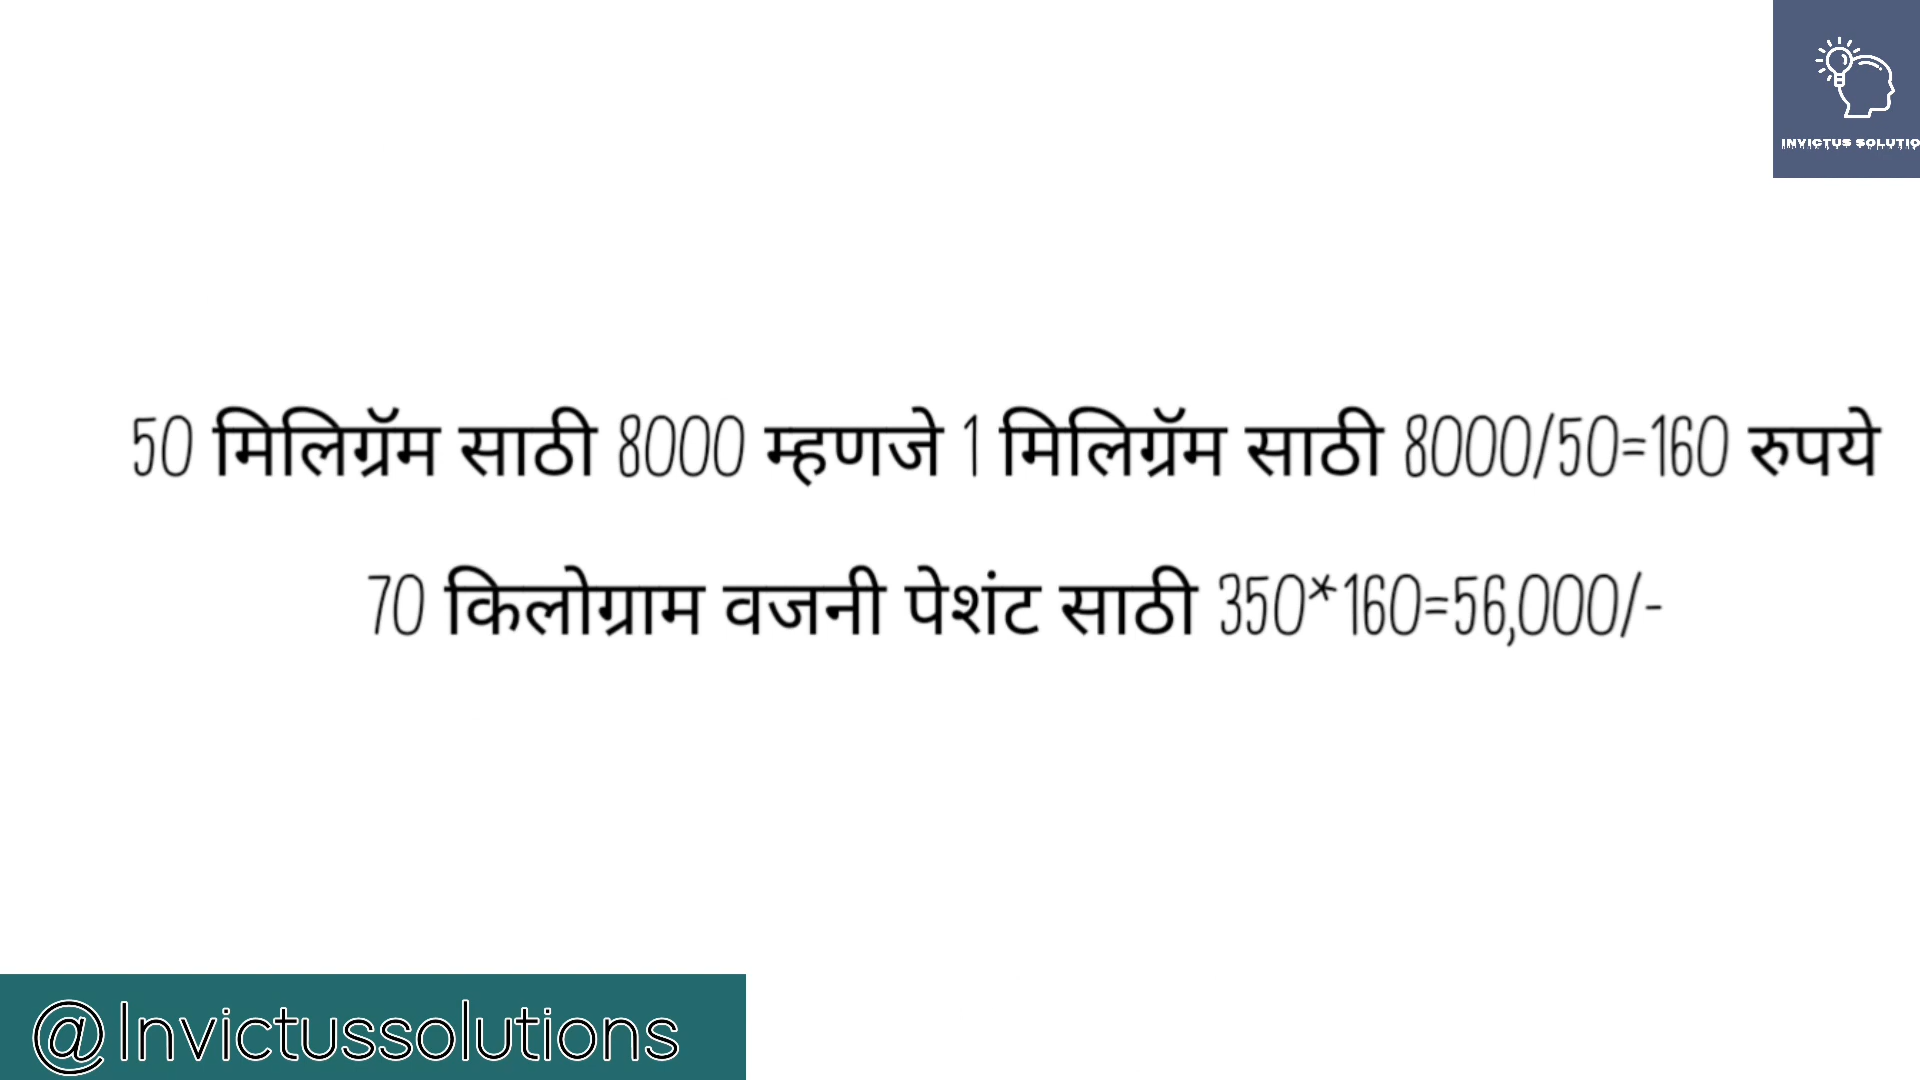 INVICTUS SOLUTIO
50 मिलिग्रॅम साठी 8000 म्हणजे 1 मिलिग्रॅम साठी 8000/50=160 रुपये
70 किलोग्राम वजनी पेशंट साठी 350*160=56,000/-
@Invictussolutions